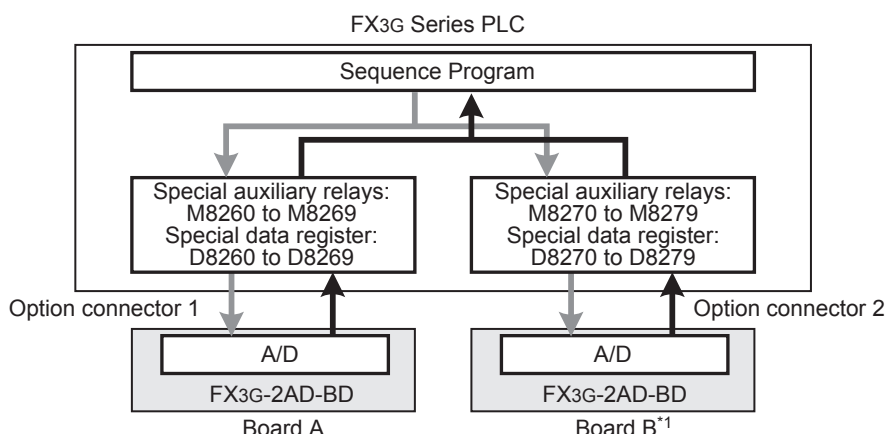 FX3G Series PLC
Sequence Program
Special auxiliary relays:
M8260 to M8269
Special data register:
D8260 to D8269
Special auxiliary relays:
M8270 to M8279
Special data register:
D8270 to D8279
Option connector 1
Option connector 2
A/D
FX3G-2AD-BD
Board A
A/D
FX3G-2AD-BD
Board B*1